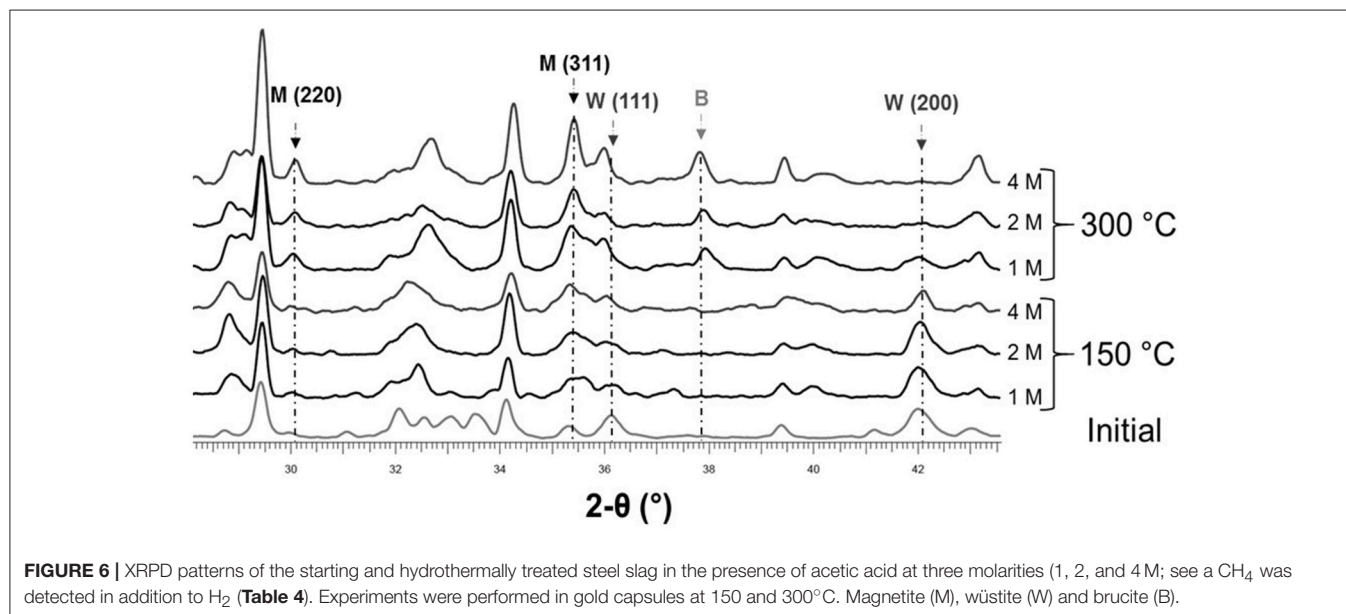 M (220)
M (311)
W (111)
B
W (200)
4 M
2 M
1 M
300 °C
4 M
2 M
1 M
150 °C
Initial
30 32 34 36 38 40 42
2-θ (°)
FIGURE 6 | XRPD patterns of the starting and hydrothermally treated steel slag in the presence of acetic acid at three molarities (1, 2, and 4 M; see a CH₄ was
detected in addition to H₂ (Table 4). Experiments were performed in gold capsules at 150 and 300°C. Magnetite (M), wüstite (W) and brucite (B).